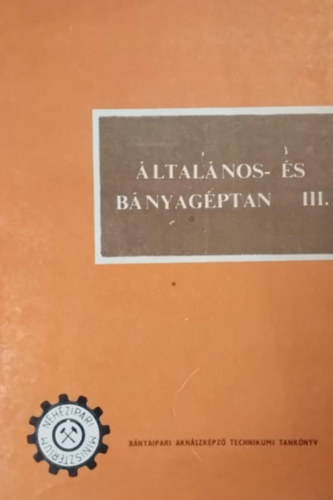 ÁLTALÁNOS- ÉS
BÁNYAGÉPTAN III.
NEHÉZIPARI MINISZTÉRIUM
BÁNYAIPARI AKNÁSZKÉPZŐ TECHNIKUMI TANKÖNYV